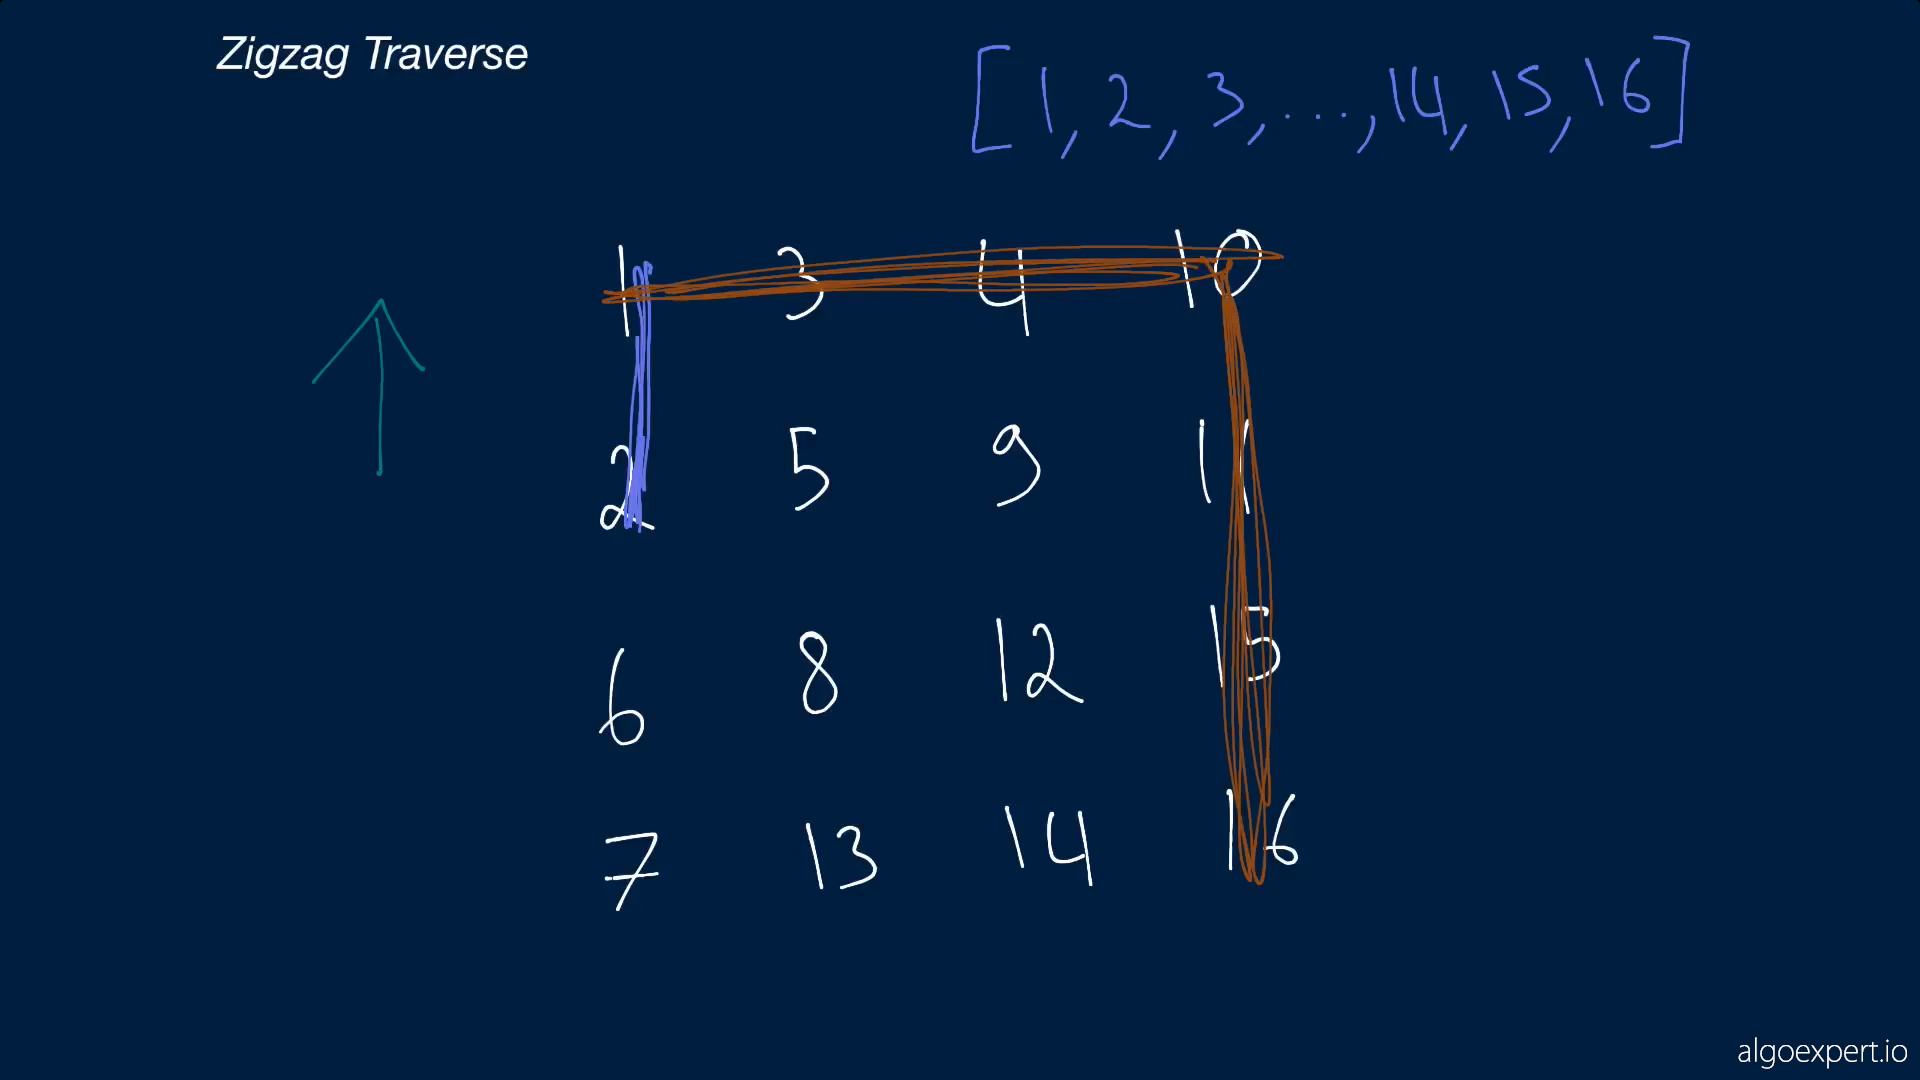 Zigzag Traverse
[1, 2, 3, ..., 14, 15, 16]
1 3 4 10
2 5 9 11
6 8 12 15
7 13 14 16
algoexpert.io